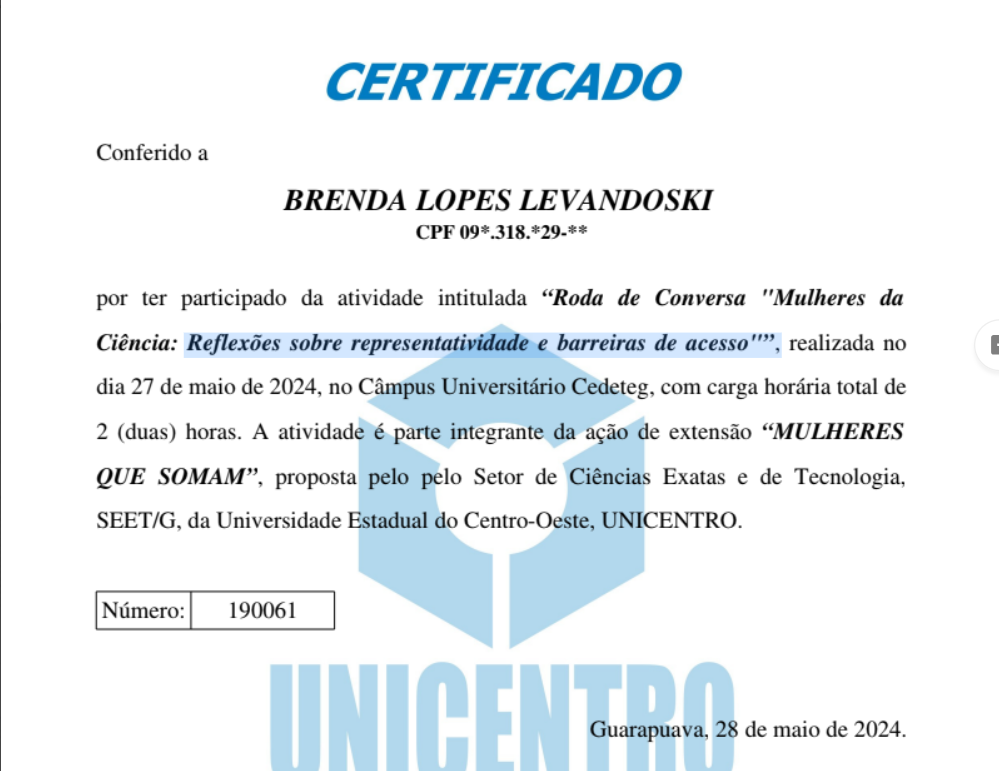 CERTIFICADO
Conferido a
BRENDA LOPES LEVANDOSKI
CPF 09*.318.*29-**
por ter participado da atividade intitulada “Roda de Conversa "Mulheres da
Ciência: Reflexões sobre representatividade e barreiras de acesso"”, realizada no
dia 27 de maio de 2024, no Câmpus Universitário Cedeteg, com carga horária total de
2 (duas) horas. A atividade é parte integrante da ação de extensão “MULHERES
QUE SOMAM”, proposta pelo pelo Setor de Ciências Exatas e de Tecnologia,
SEET/G, da Universidade Estadual do Centro-Oeste, UNICENTRO.
Número: 190061
UNICENTRO
Guarapuava, 28 de maio de 2024.